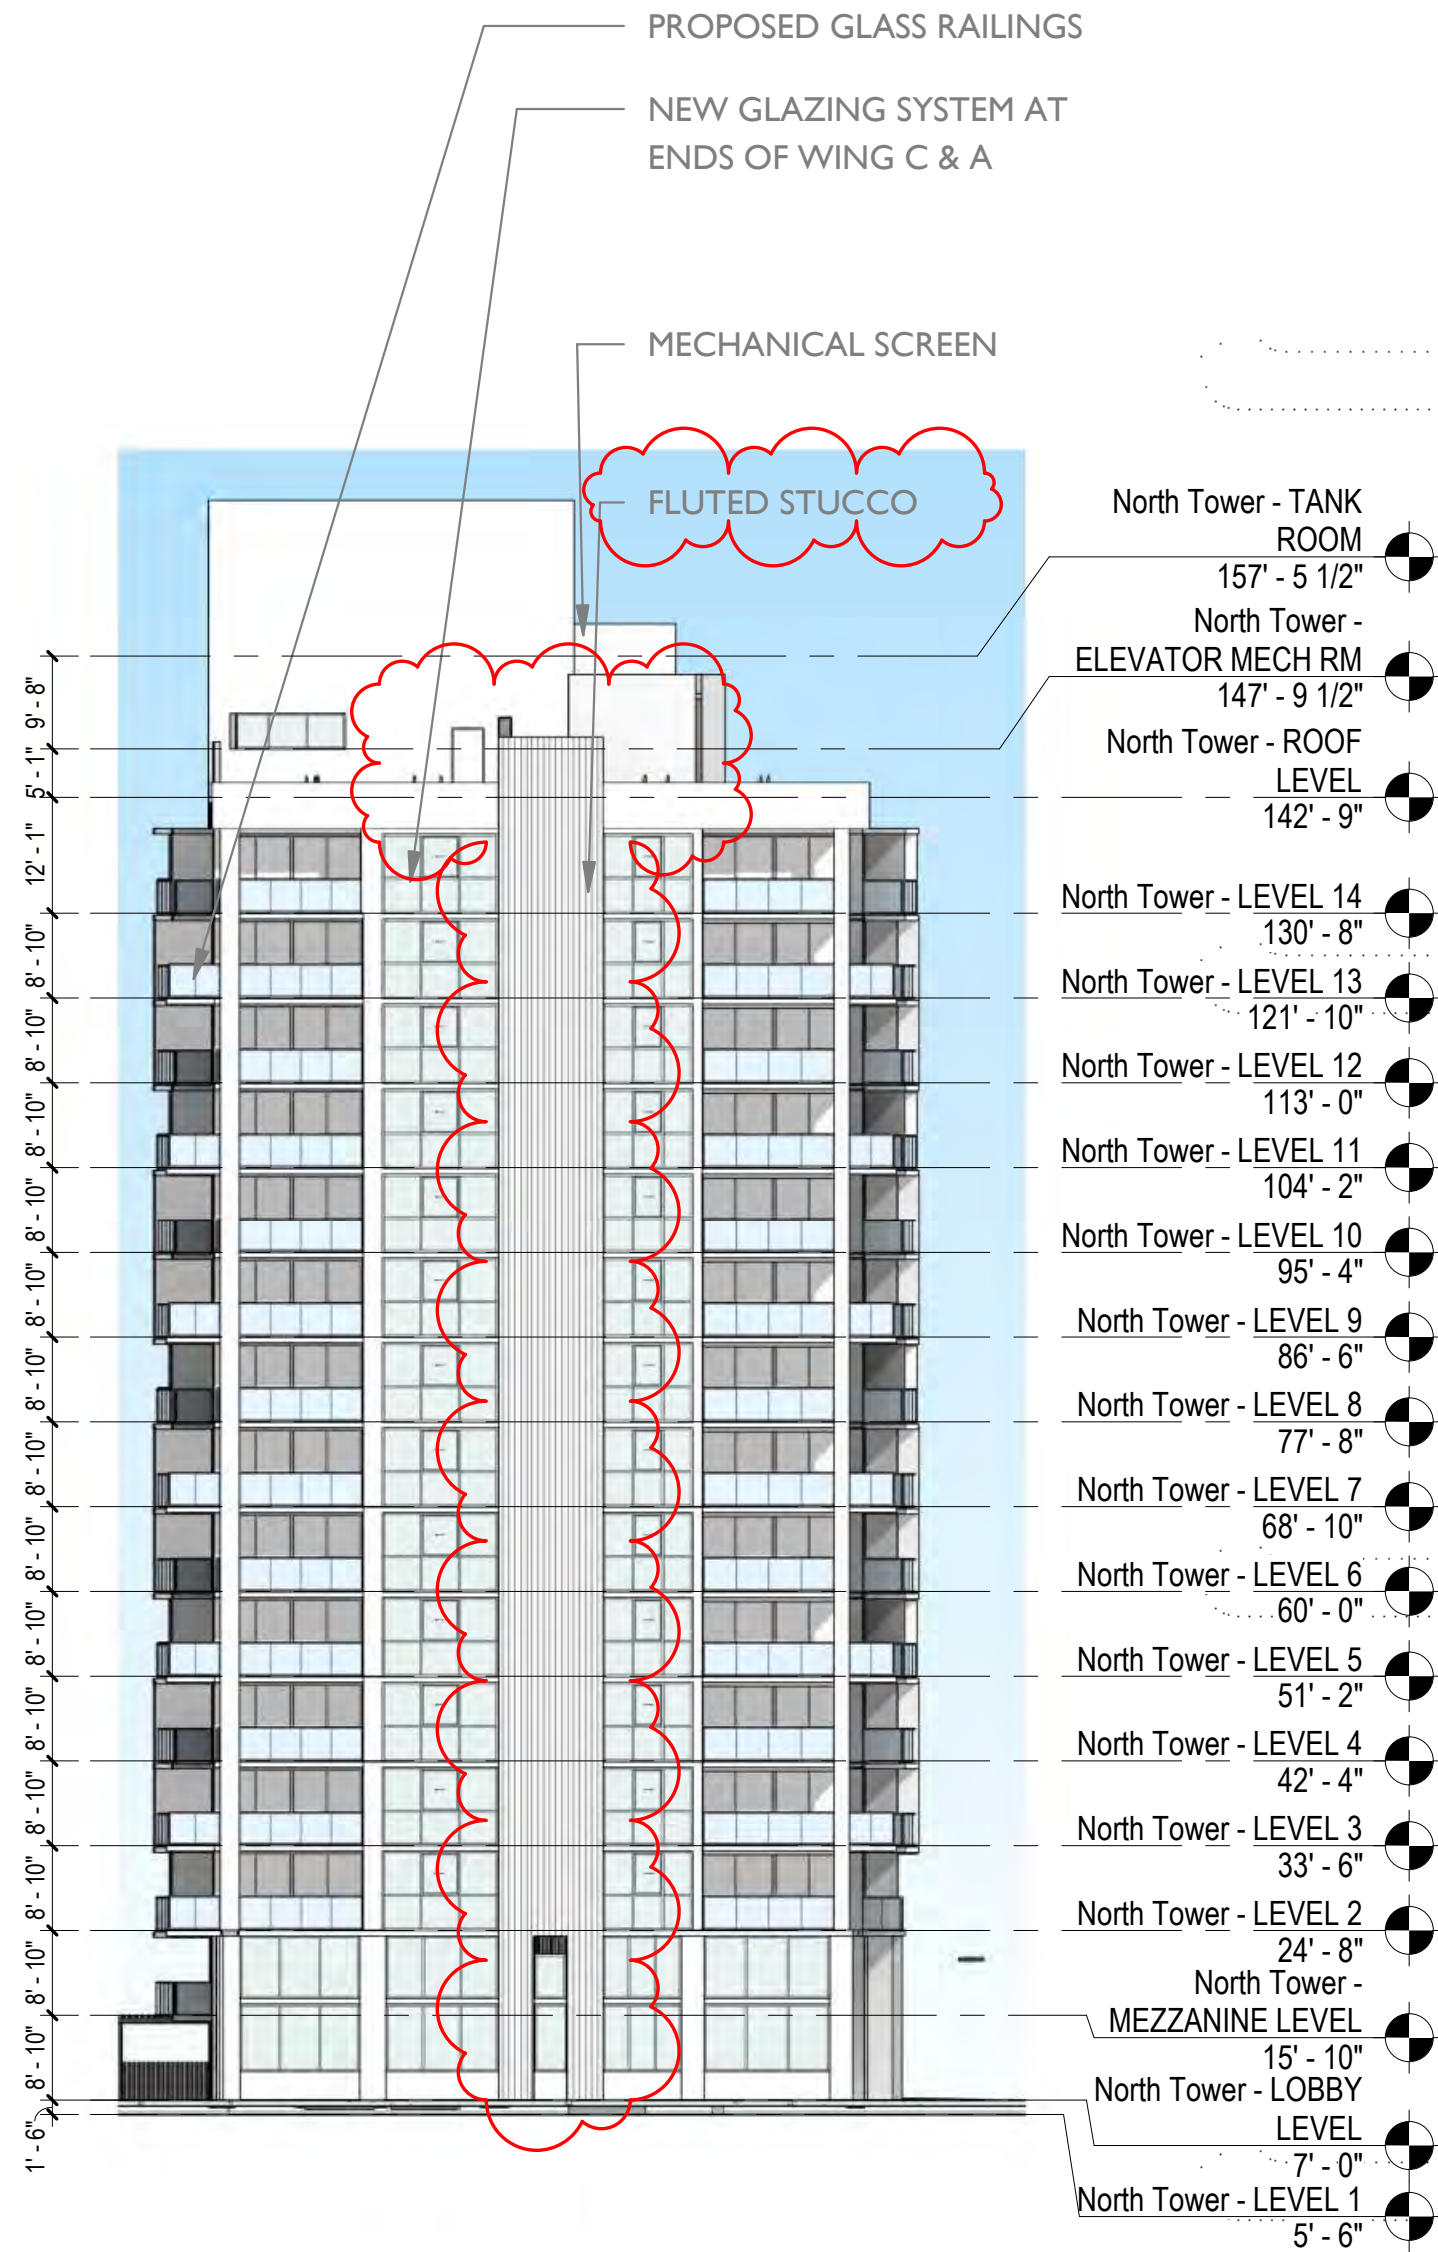 PROPOSED GLASS RAILINGS
NEW GLAZING SYSTEM AT
ENDS OF WING C & A
MECHANICAL SCREEN
FLUTED STUCCO
North Tower - TANK
ROOM
157' - 5 1/2"
North Tower -
ELEVATOR MECH RM
147' - 9 1/2"
North Tower - ROOF
LEVEL
142' - 9"
North Tower - LEVEL 14
130' - 8"
North Tower - LEVEL 13
121' - 10"
North Tower - LEVEL 12
113' - 0"
North Tower - LEVEL 11
104' - 2"
North Tower - LEVEL 10
95' - 4"
North Tower - LEVEL 9
86' - 6"
North Tower - LEVEL 8
77' - 8"
North Tower - LEVEL 7
68' - 10"
North Tower - LEVEL 6
60' - 0"
North Tower - LEVEL 5
51' - 2"
North Tower - LEVEL 4
42' - 4"
North Tower - LEVEL 3
33' - 6"
North Tower - LEVEL 2
24' - 8"
North Tower -
MEZZANINE LEVEL
15' - 10"
North Tower - LOBBY
LEVEL
7' - 0"
North Tower - LEVEL 1
5' - 6"
9' - 8"
5' - 1"
12' - 1"
8' - 10"
8' - 10"
8' - 10"
8' - 10"
8' - 10"
8' - 10"
8' - 10"
8' - 10"
8' - 10"
8' - 10"
8' - 10"
8' - 10"
8' - 10"
8' - 10"
1' - 6"